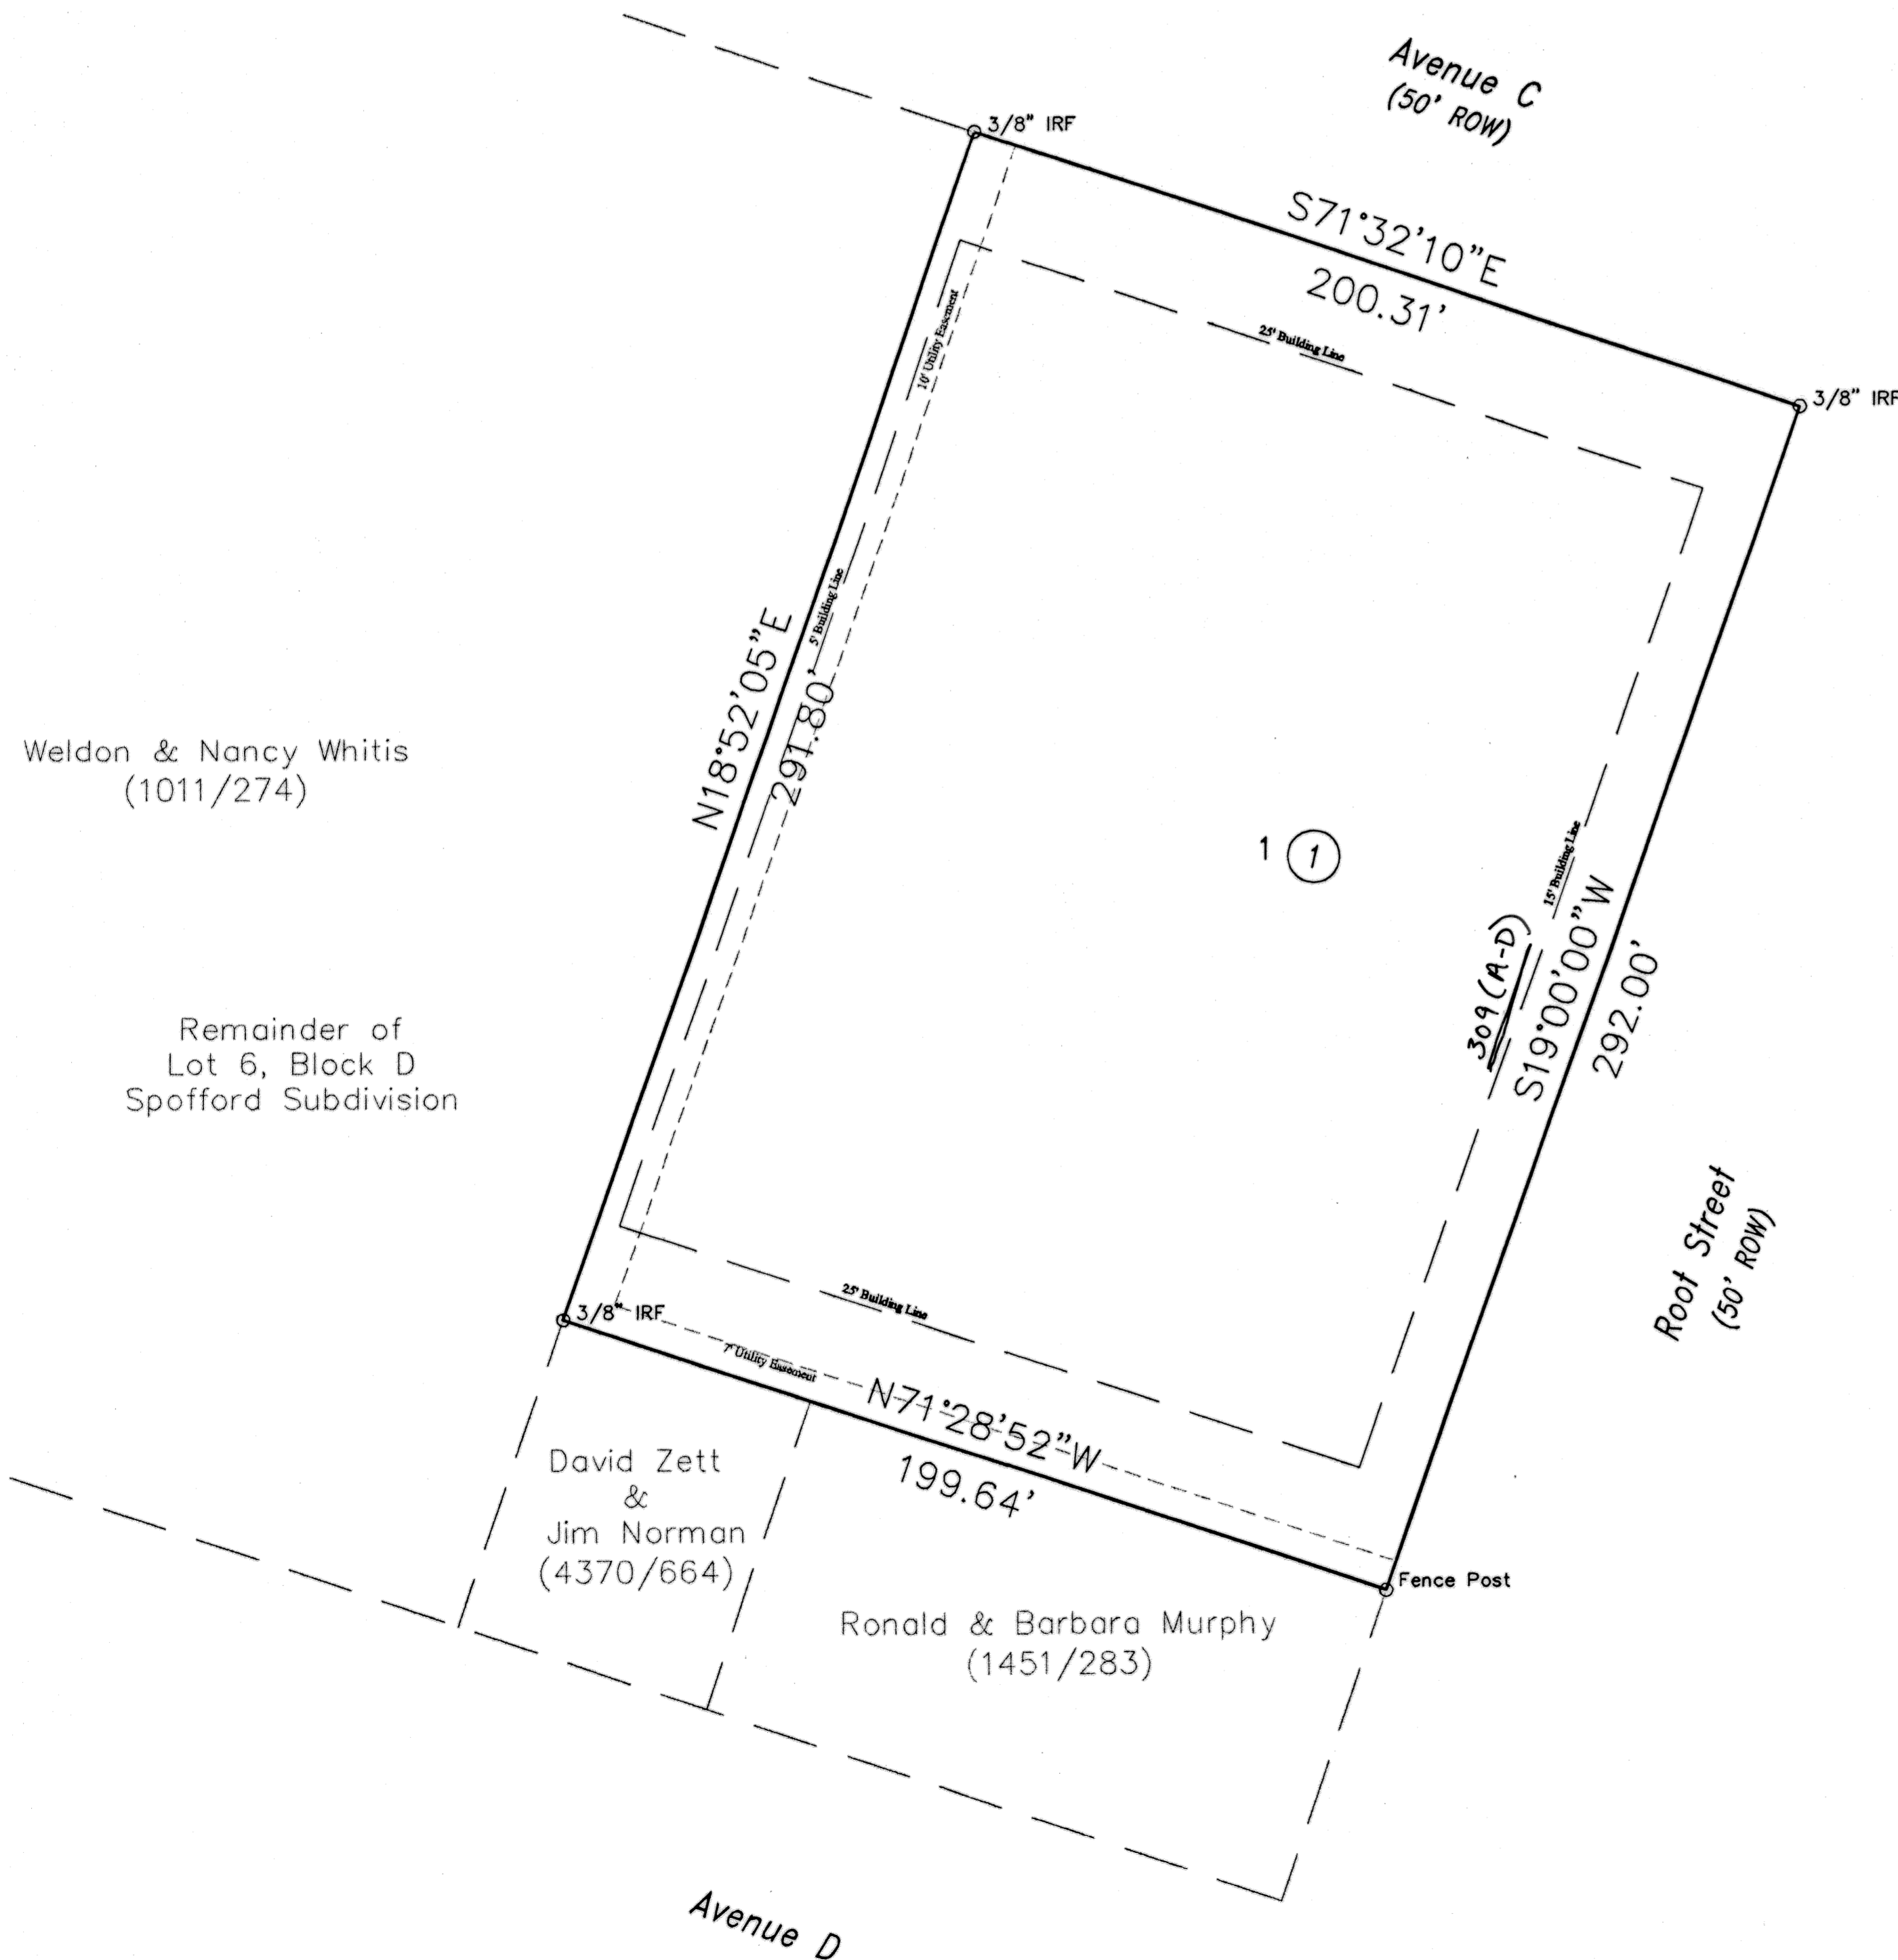 Avenue C
(50' ROW)
3/8" IRF
S71°32'10"E
200.31'
25' Building Line
3/8" IRF
10' Utility Easement
5' Building Line
N18°52'05"E
291.80'
Weldon & Nancy Whitis
(1011/274)
1 1
15' Building Line
309 (A-D)
S19°00'00"W
292.00'
Remainder of
Lot 6, Block D
Spofford Subdivision
Root Street
(50' ROW)
25' Building Line
3/8" IRF
7' Utility Easement
N71°28'52"W
199.64'
David Zett
&
Jim Norman
(4370/664)
Fence Post
Ronald & Barbara Murphy
(1451/283)
Avenue D